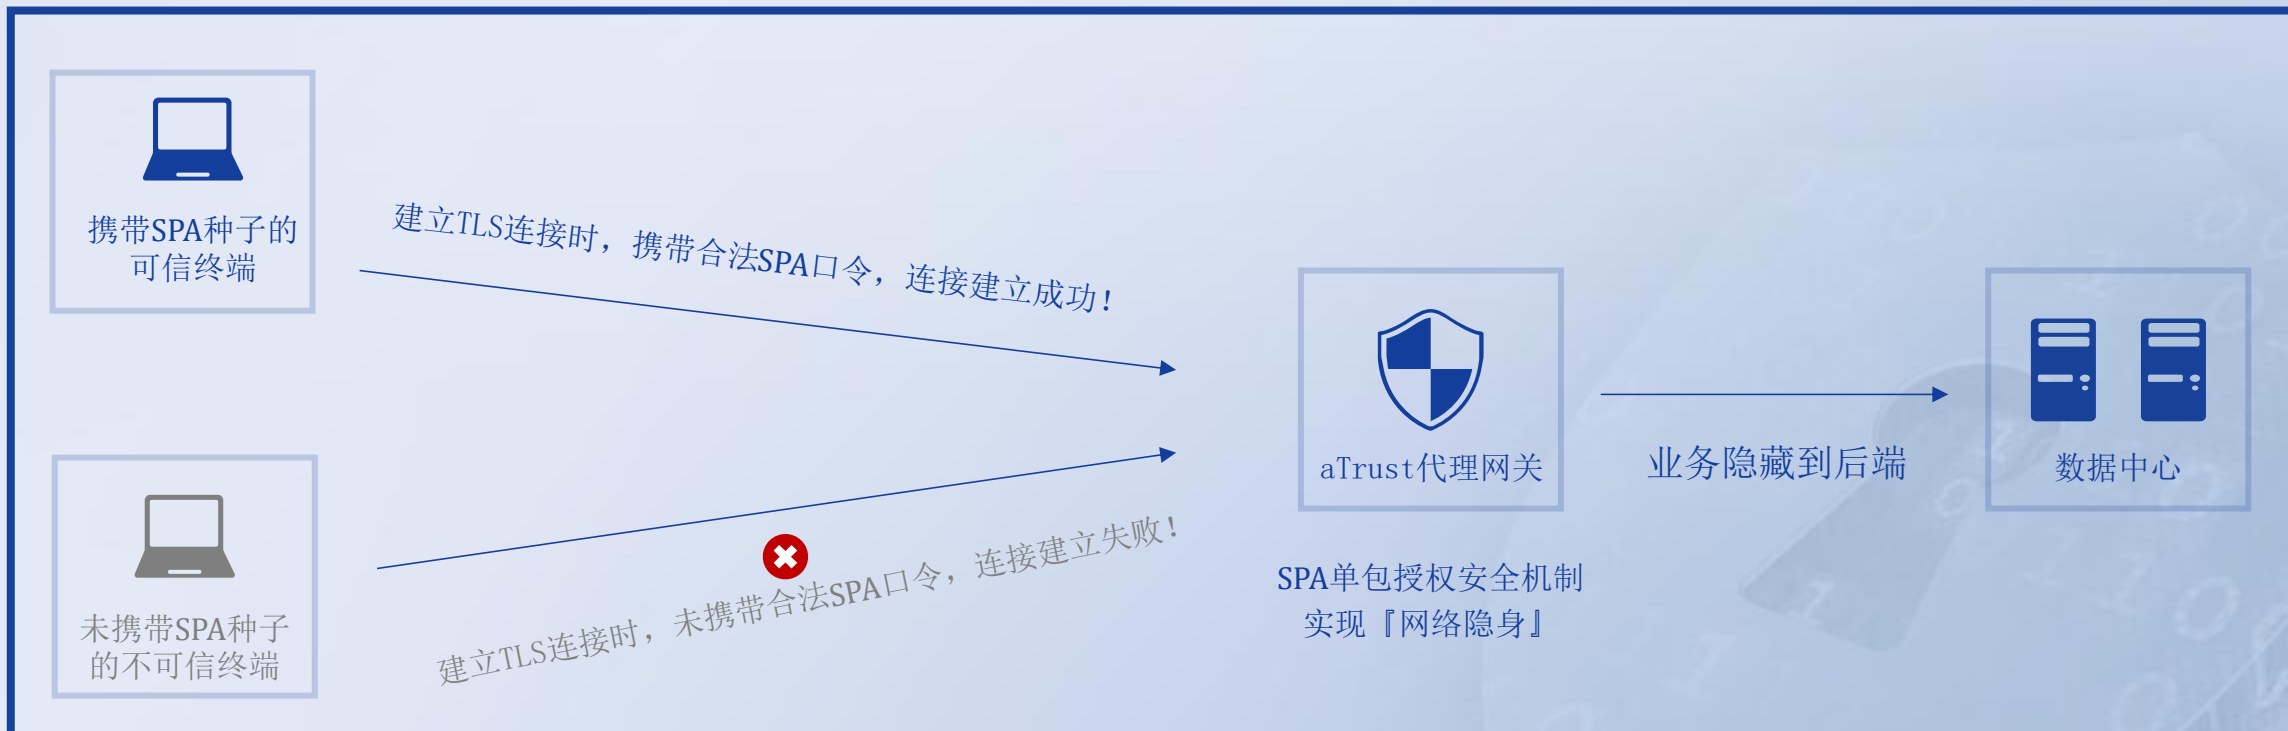 携带SPA种子的
可信终端
建立TLS连接时，携带合法SPA口令，连接建立成功！
未携带SPA种子
的不可信终端
建立TLS连接时，未携带合法SPA口令，连接建立失败！
aTrust代理网关
SPA单包授权安全机制
实现『网络隐身』
业务隐藏到后端
数据中心